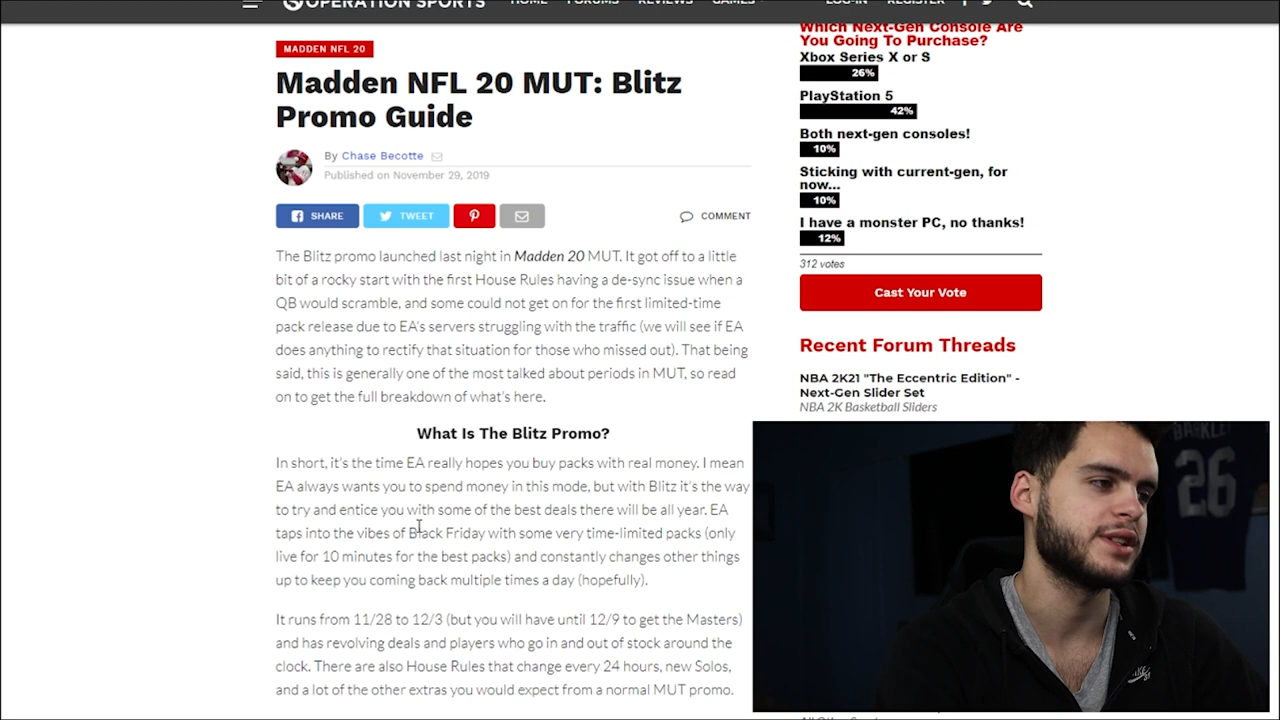 OPERATION SPORTS
HOME FORUMS REVIEWS GAMES
LOG-IN REGISTER
MADDEN NFL 20
Madden NFL 20 MUT: Blitz
Promo Guide
By Chase Becotte
Published on November 29, 2019
SHARE
TWEET
COMMENT
The Blitz promo launched last night in Madden 20 MUT. It got off to a little
bit of a rocky start with the first House Rules having a de-sync issue when a
QB would scramble, and some could not get on for the first limited-time
pack release due to EA's servers struggling with the traffic (we will see if EA
does anything to rectify that situation for those who missed out). That being
said, this is generally one of the most talked about periods in MUT, so read
on to get the full breakdown of what's here.
What Is The Blitz Promo?
In short, it's the time EA really hopes you buy packs with real money. I mean
EA always wants you to spend money in this mode, but with Blitz it's the way
to try and entice you with some of the best deals there will be all year. EA
taps into the vibes of Black Friday with some very time-limited packs (only
live for 10 minutes for the best packs) and constantly changes other things
up to keep you coming back multiple times a day (hopefully).
It runs from 11/28 to 12/3 (but you will have until 12/9 to get the Masters)
and has revolving deals and players who go in and out of stock around the
clock. There are also House Rules that change every 24 hours, new Solos,
and a lot of the other extras you would expect from a normal MUT promo.
Which Next-Gen Console Are
You Going To Purchase?
Xbox Series X or S
26%
PlayStation 5
42%
Both next-gen consoles!
10%
Sticking with current-gen, for
now...
10%
I have a monster PC, no thanks!
12%
312 votes
Cast Your Vote
Recent Forum Threads
NBA 2K21 "The Eccentric Edition" -
Next-Gen Slider Set
NBA 2K Basketball Sliders
BARKLEY
26